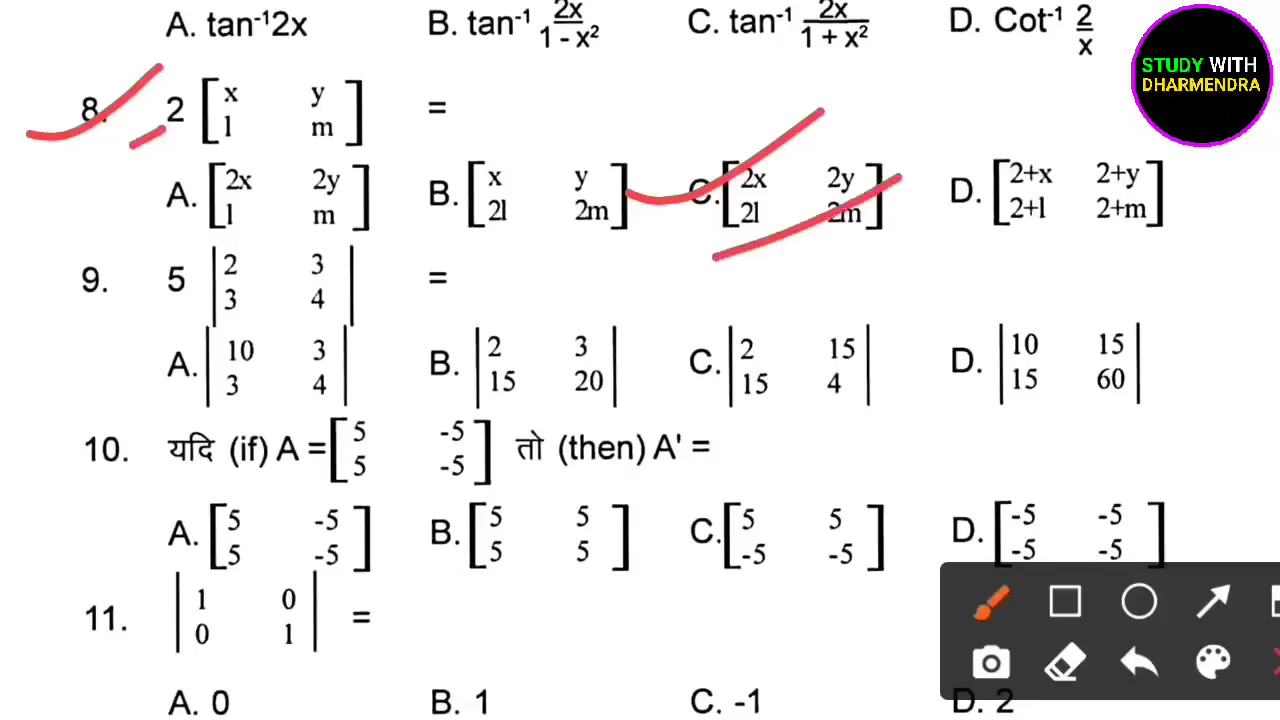 A. tan⁻¹2x B. tan⁻¹ 2x/1 - x² C. tan⁻¹ 2x/1 + x² D. Cot⁻¹ 2/x
STUDY WITH
DHARMENDRA
8. 2 [x y
l m] =
A. [2x 2y
l m] B. [x y
2l 2m] C. [2x 2y
2l 2m] D. [2+x 2+y
2+l 2+m]
9. 5 |2 3
3 4| =
A. |10 3
3 4| B. |2 3
15 20| C. |2 15
15 4| D. |10 15
15 60|
10. यदि (if) A = [5 -5
5 -5] तो (then) A' =
A. [5 -5
5 -5] B. [5 5
5 5] C. [5 5
-5 -5] D. [-5 -5
-5 -5]
11. |1 0
0 1| =
A. 0 B. 1 C. -1 D. 2